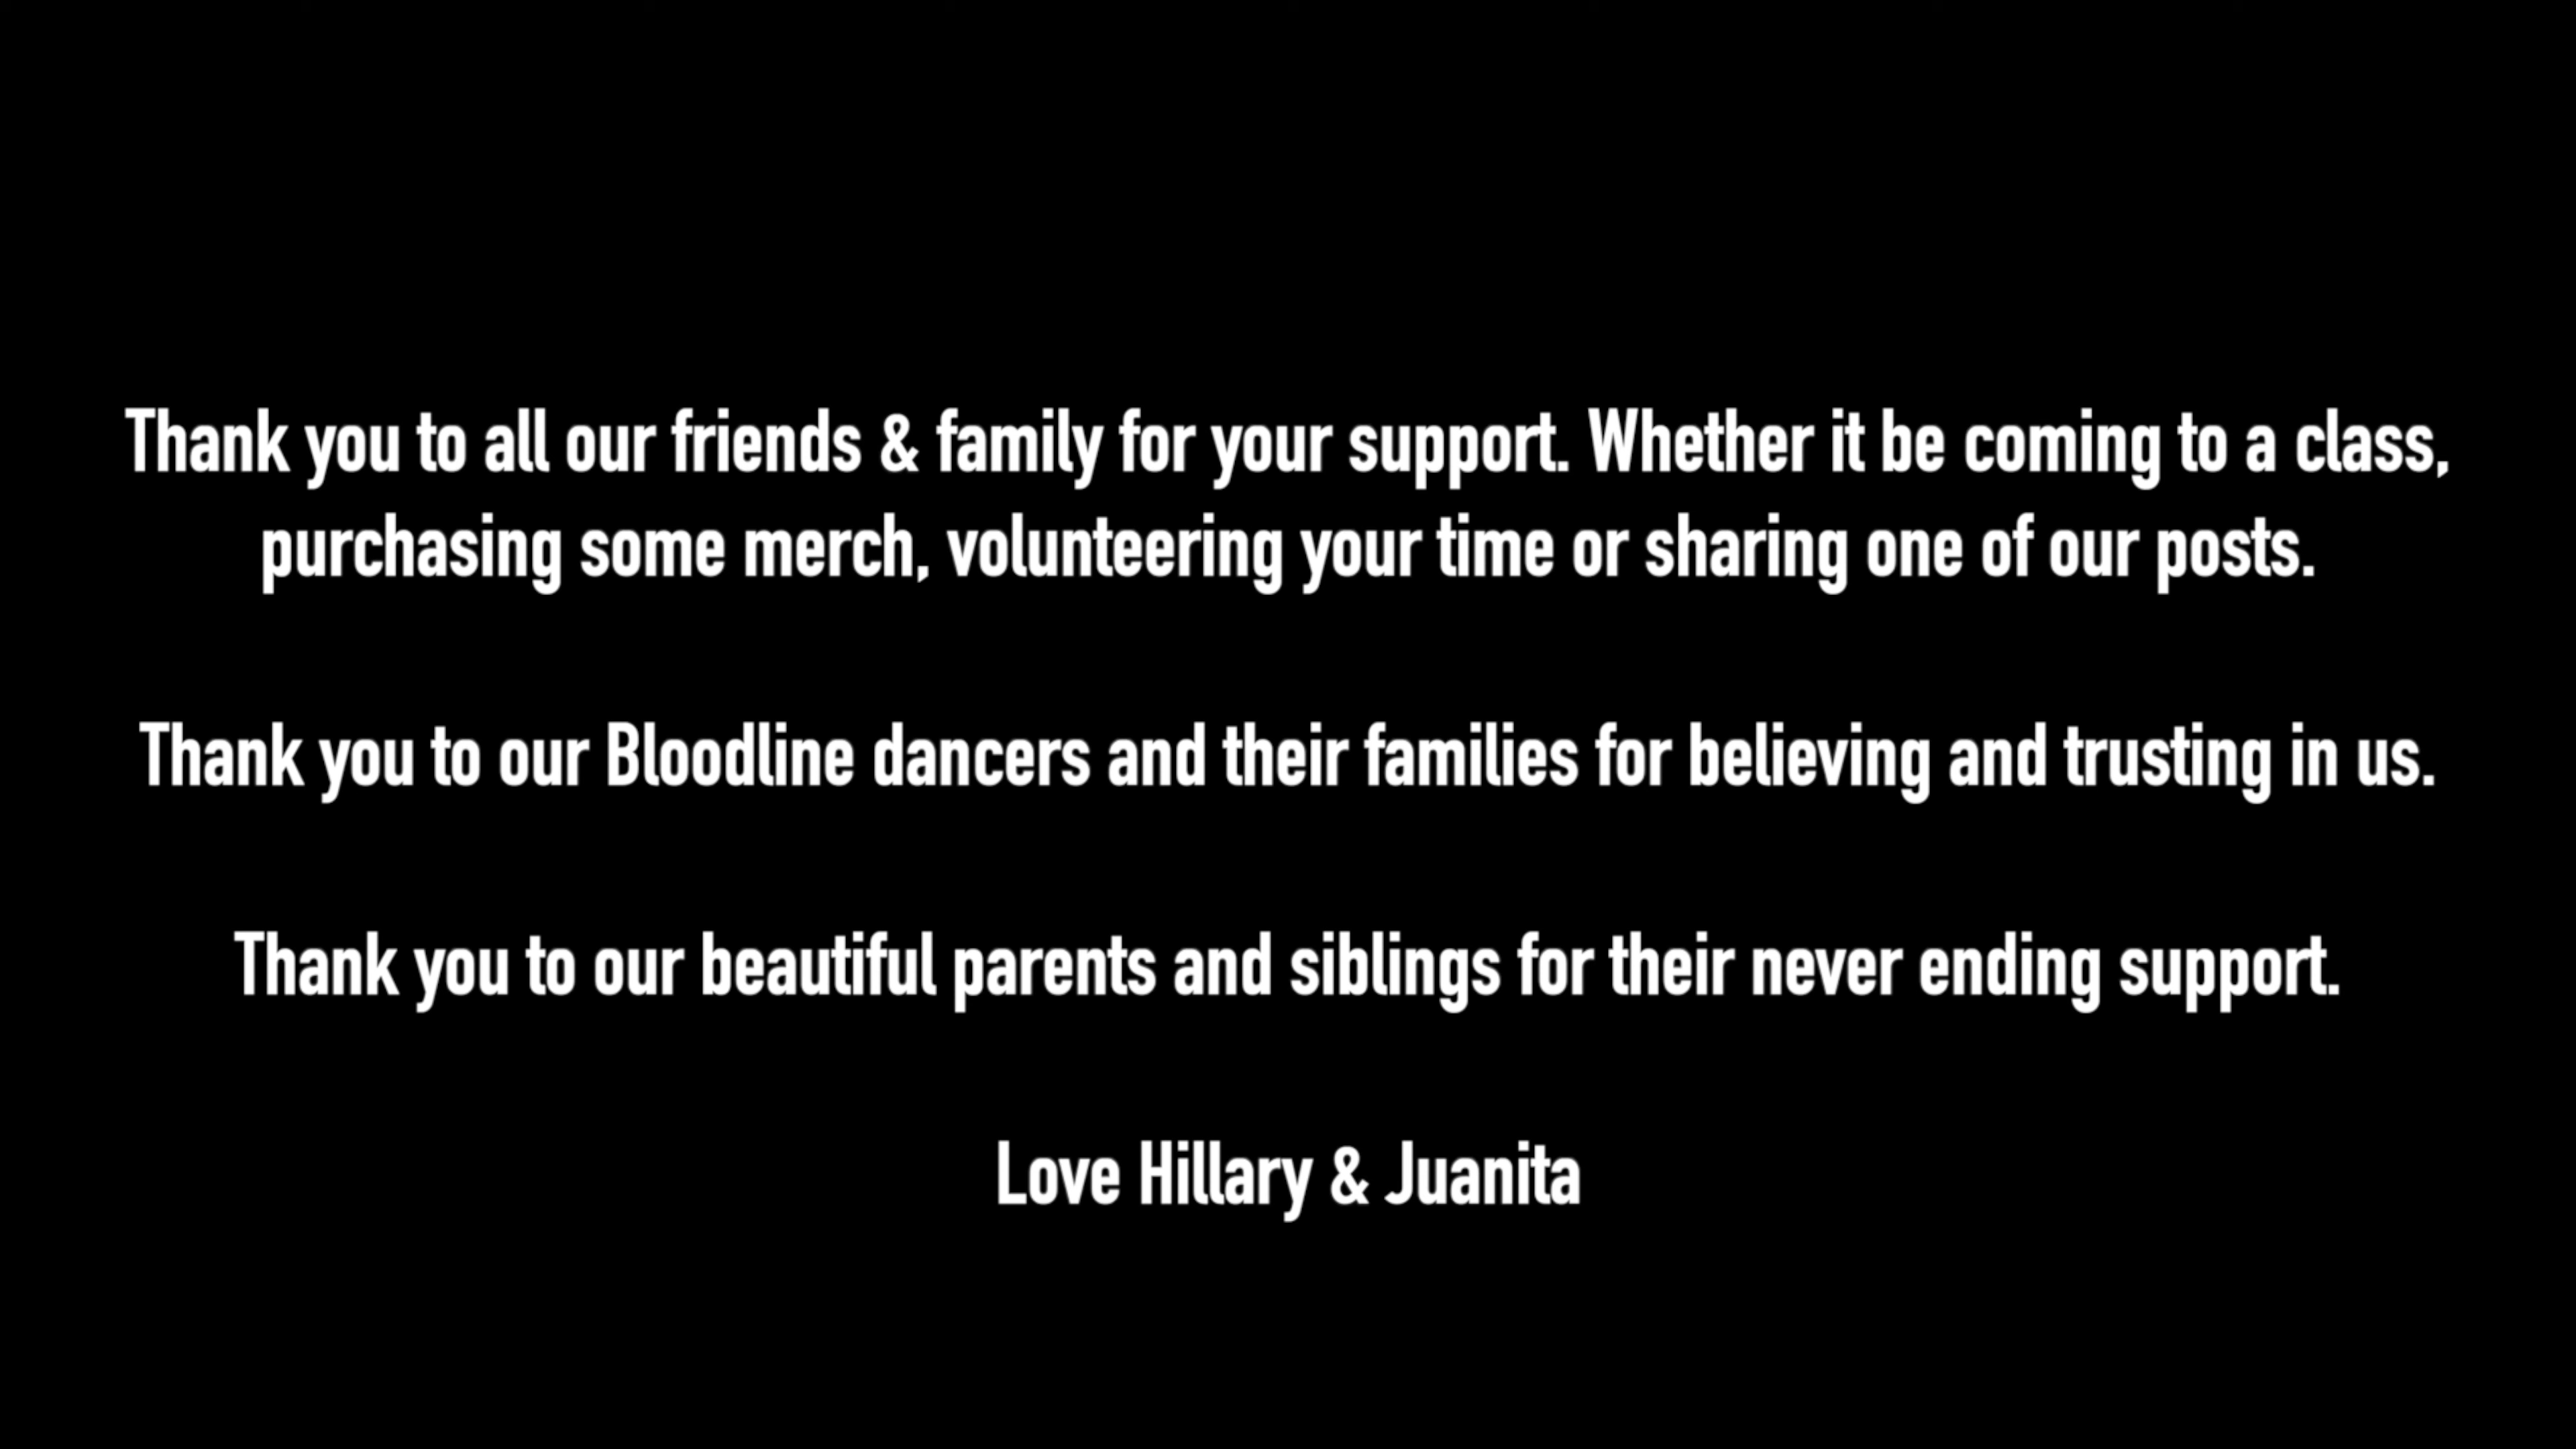 Thank you to all our friends & family for your support. Whether it be coming to a class,
purchasing some merch, volunteering your time or sharing one of our posts.
Thank you to our Bloodline dancers and their families for believing and trusting in us.
Thank you to our beautiful parents and siblings for their never ending support.
Love Hillary & Juanita